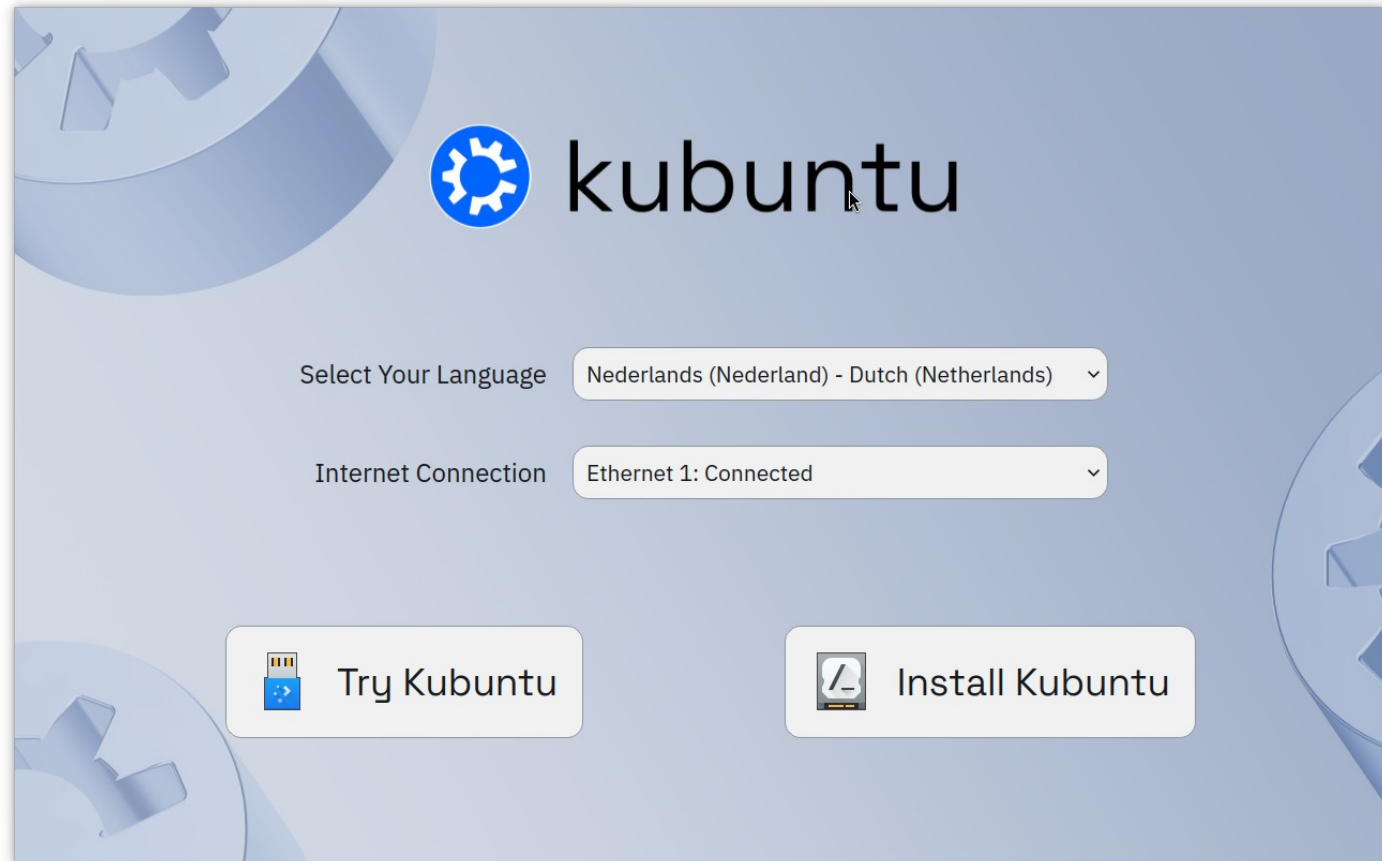 kubuntu
Select Your Language Nederlands (Nederland) - Dutch (Netherlands)
Internet Connection Ethernet 1: Connected
Try Kubuntu Install Kubuntu